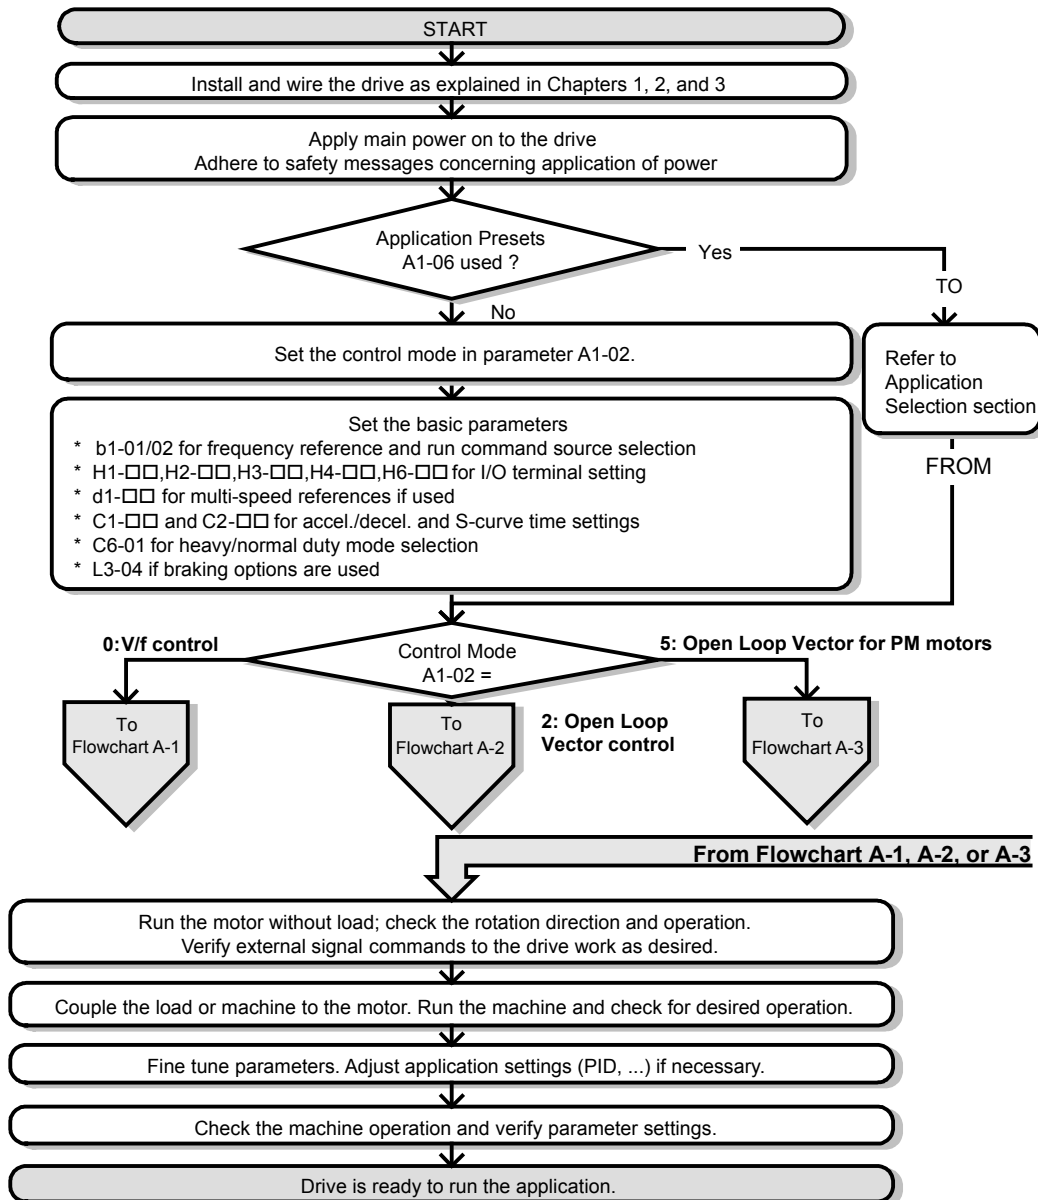 START
Install and wire the drive as explained in Chapters 1, 2, and 3
Apply main power on to the drive
Adhere to safety messages concerning application of power
Application Presets
A1-06 used ?
Yes
TO
No
Set the control mode in parameter A1-02.
Refer to
Application
Selection section
Set the basic parameters
* b1-01/02 for frequency reference and run command source selection
* H1-□□,H2-□□,H3-□□,H4-□□,H6-□□ for I/O terminal setting
* d1-□□ for multi-speed references if used
* C1-□□ and C2-□□ for accel./decel. and S-curve time settings
* C6-01 for heavy/normal duty mode selection
* L3-04 if braking options are used
FROM
0:V/f control
Control Mode
A1-02 =
5: Open Loop Vector for PM motors
To
Flowchart A-1
To
Flowchart A-2
2: Open Loop
Vector control
To
Flowchart A-3
From Flowchart A-1, A-2, or A-3
Run the motor without load; check the rotation direction and operation.
Verify external signal commands to the drive work as desired.
Couple the load or machine to the motor. Run the machine and check for desired operation.
Fine tune parameters. Adjust application settings (PID, ...) if necessary.
Check the machine operation and verify parameter settings.
Drive is ready to run the application.